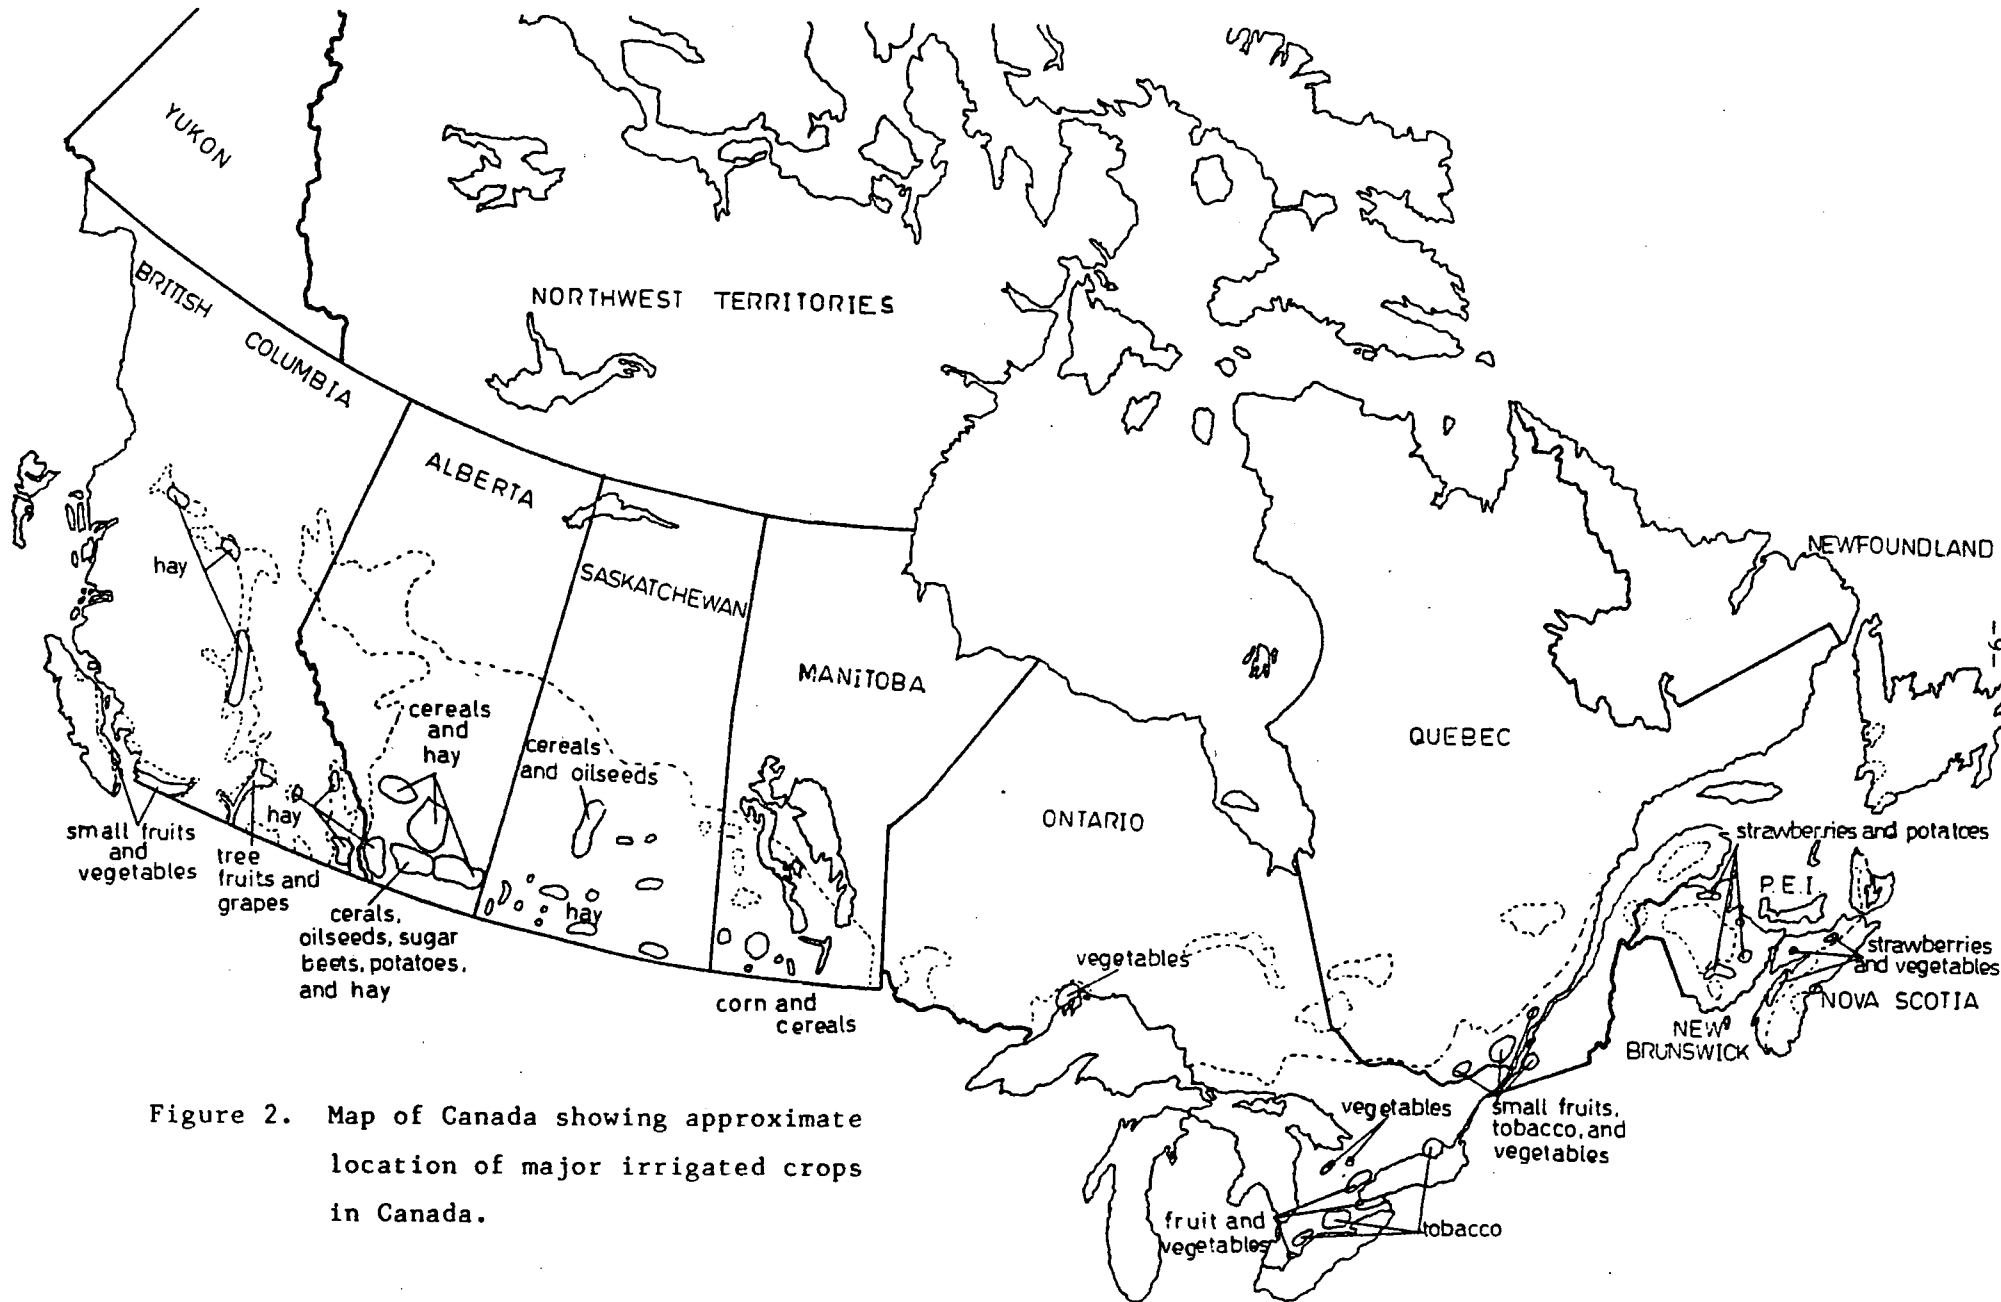 YUKON
BRITISH
COLUMBIA
NORTHWEST TERRITORIES
ALBERTA
SASKATCHEWAN
MANITOBA
ONTARIO
QUEBEC
NEWFOUNDLAND
-6-
hay
cereals
and
hay
cereals
and oilseeds
small fruits
and
vegetables
tree
fruits and
grapes
hay
cerals,
oilseeds, sugar
beets, potatoes,
and hay
hay
corn and
cereals
vegetables
strawberries and potatoes
P.E.I.
strawberries
and vegetables
NOVA SCOTIA
NEW
BRUNSWICK
vegetables
small fruits,
tobacco, and
vegetables
fruit and
vegetables
tobacco
Figure 2. Map of Canada showing approximate
location of major irrigated crops
in Canada.